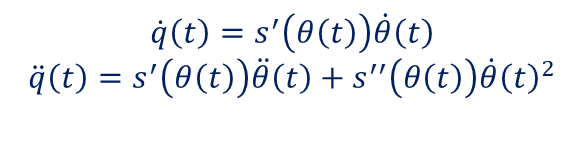 q̇(t) = s′(θ(t))θ̇(t)
q̈(t) = s′(θ(t))θ̈(t) + s′′(θ(t))θ̇(t)²